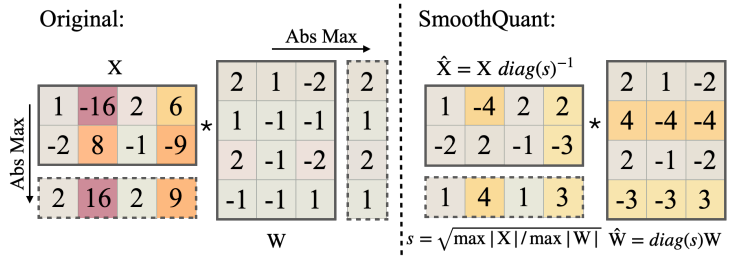 Original:
Abs Max
X
Abs Max
1 -16 2 6
-2 8 -1 -9
2 16 2 9
*
2 1 -2 2
1 -1 -1 1
2 -1 -2 2
-1 -1 1 1
W
SmoothQuant:
X̂ = X diag(s)⁻¹
1 -4 2 2
-2 2 -1 -3
1 4 1 3
*
2 1 -2
4 -4 -4
2 -1 -2
-3 -3 3
s = √max|X|/max|W|
Ŵ = diag(s)W